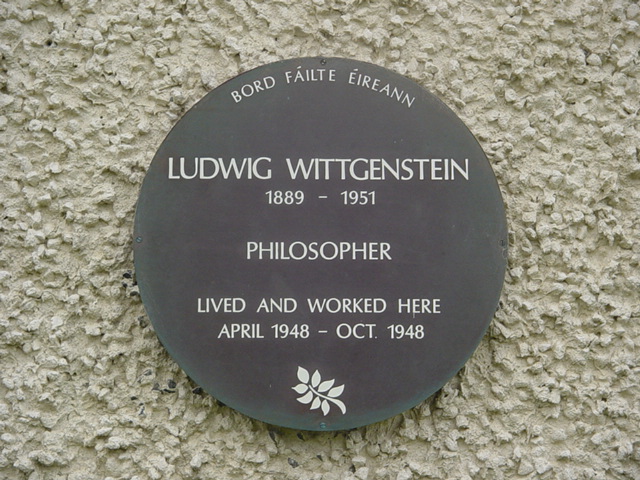 BORD FÁILTE ÉIREANN
LUDWIG WITTGENSTEIN
1889 – 1951
PHILOSOPHER
LIVED AND WORKED HERE
APRIL 1948 – OCT. 1948